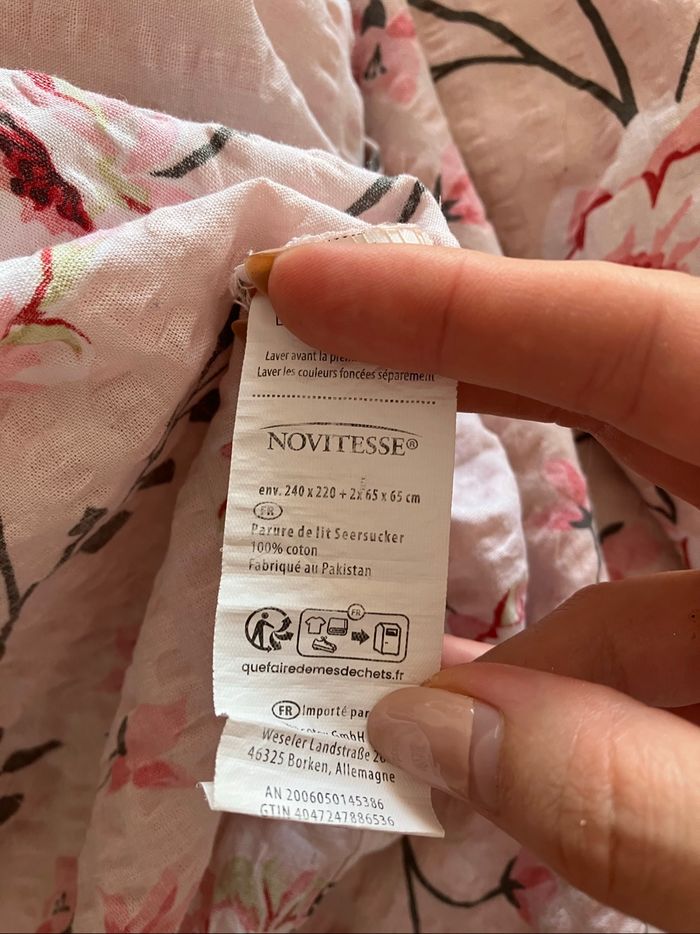 Laver avant la
Laver les couleurs foncées séparement
NOVITESSE®
env. 240 x 220 + 2x 65 x 65 cm
FR
Parure de lit Seersucker
100% coton
Fabriqué au Pakistan
FR
quefairedemesdechets.fr
FR Importé par
GmbH
Weseler Landstraße
46325 Borken, Allemagne
AN 2006050145386
GTIN 4047247886536